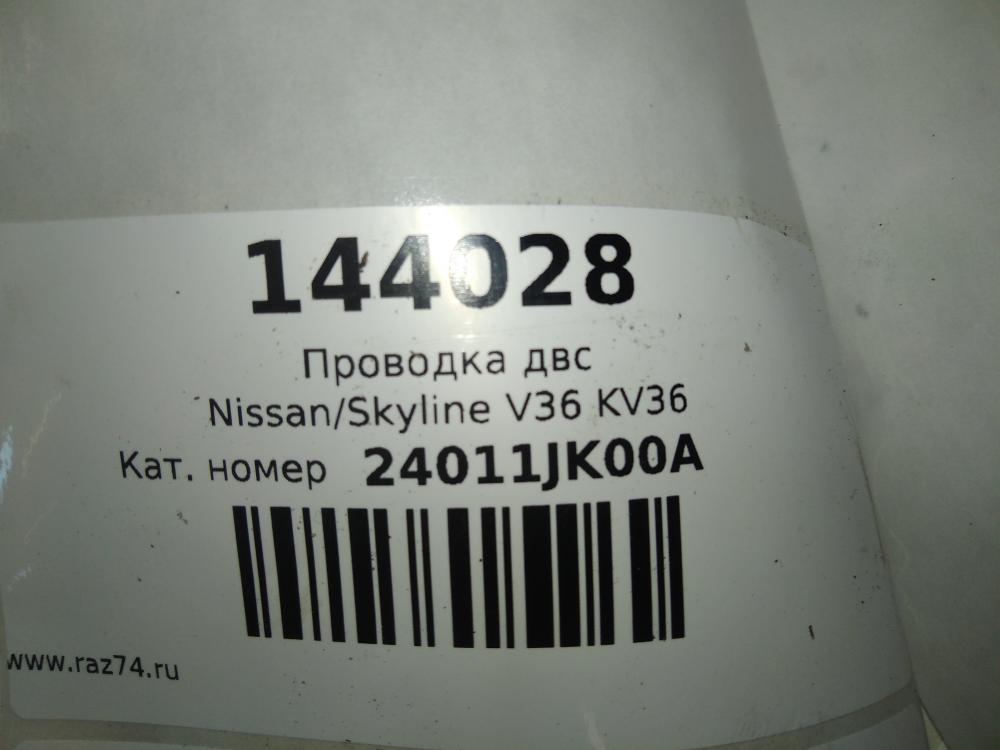 144028
Проводка двс
Nissan/Skyline V36 KV36
Кат. номер 24011JK00A
www.raz74.ru